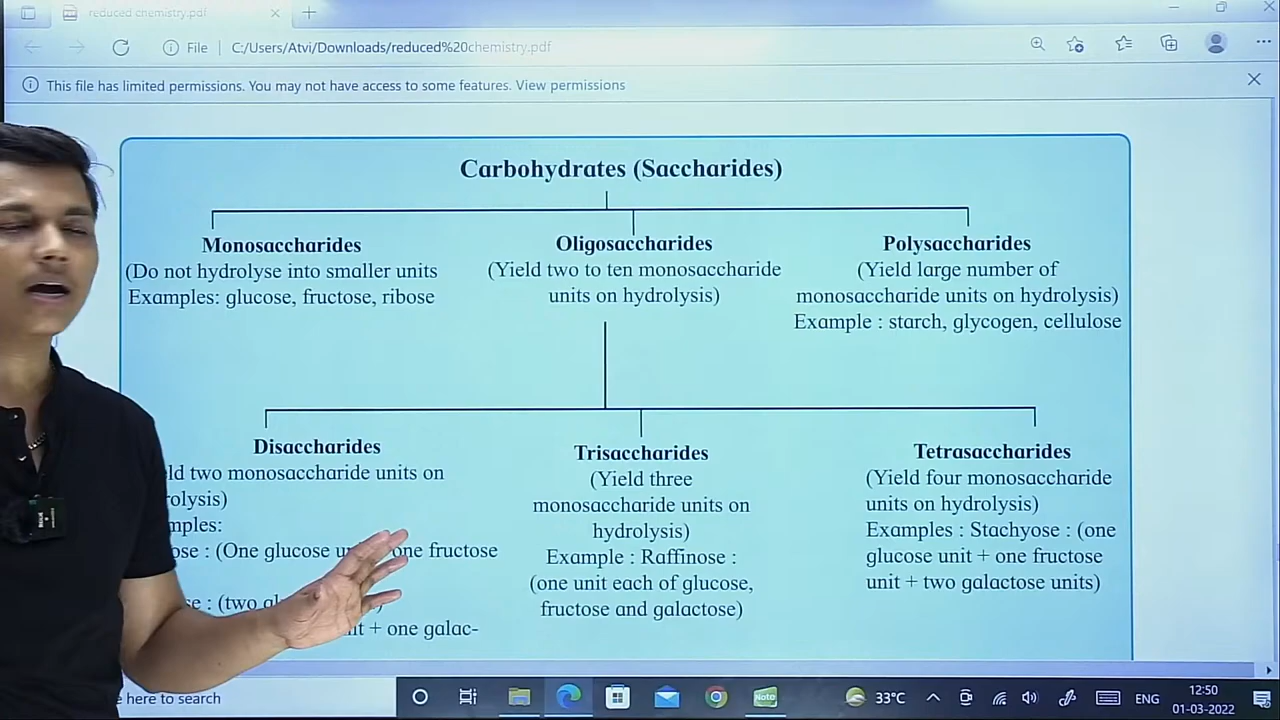 reduced chemistry.pdf
File
C:/Users/Atvi/Downloads/reduced%20chemistry.pdf
This file has limited permissions. You may not have access to some features. View permissions
Carbohydrates (Saccharides)
Monosaccharides
(Do not hydrolyse into smaller units
Examples: glucose, fructose, ribose
Oligosaccharides
(Yield two to ten monosaccharide
units on hydrolysis)
Polysaccharides
(Yield large number of
monosaccharide units on hydrolysis)
Example : starch, glycogen, cellulose
Disaccharides
two monosaccharide units on
: (One glucose one fructose
: (two
+ one galac-
Trisaccharides
(Yield three
monosaccharide units on
hydrolysis)
Example : Raffinose :
(one unit each of glucose,
fructose and galactose)
Tetrasaccharides
(Yield four monosaccharide
units on hydrolysis)
Examples : Stachyose : (one
glucose unit + one fructose
unit + two galactose units)
here to search
Note
33°C
ENG
12:50
01-03-2022